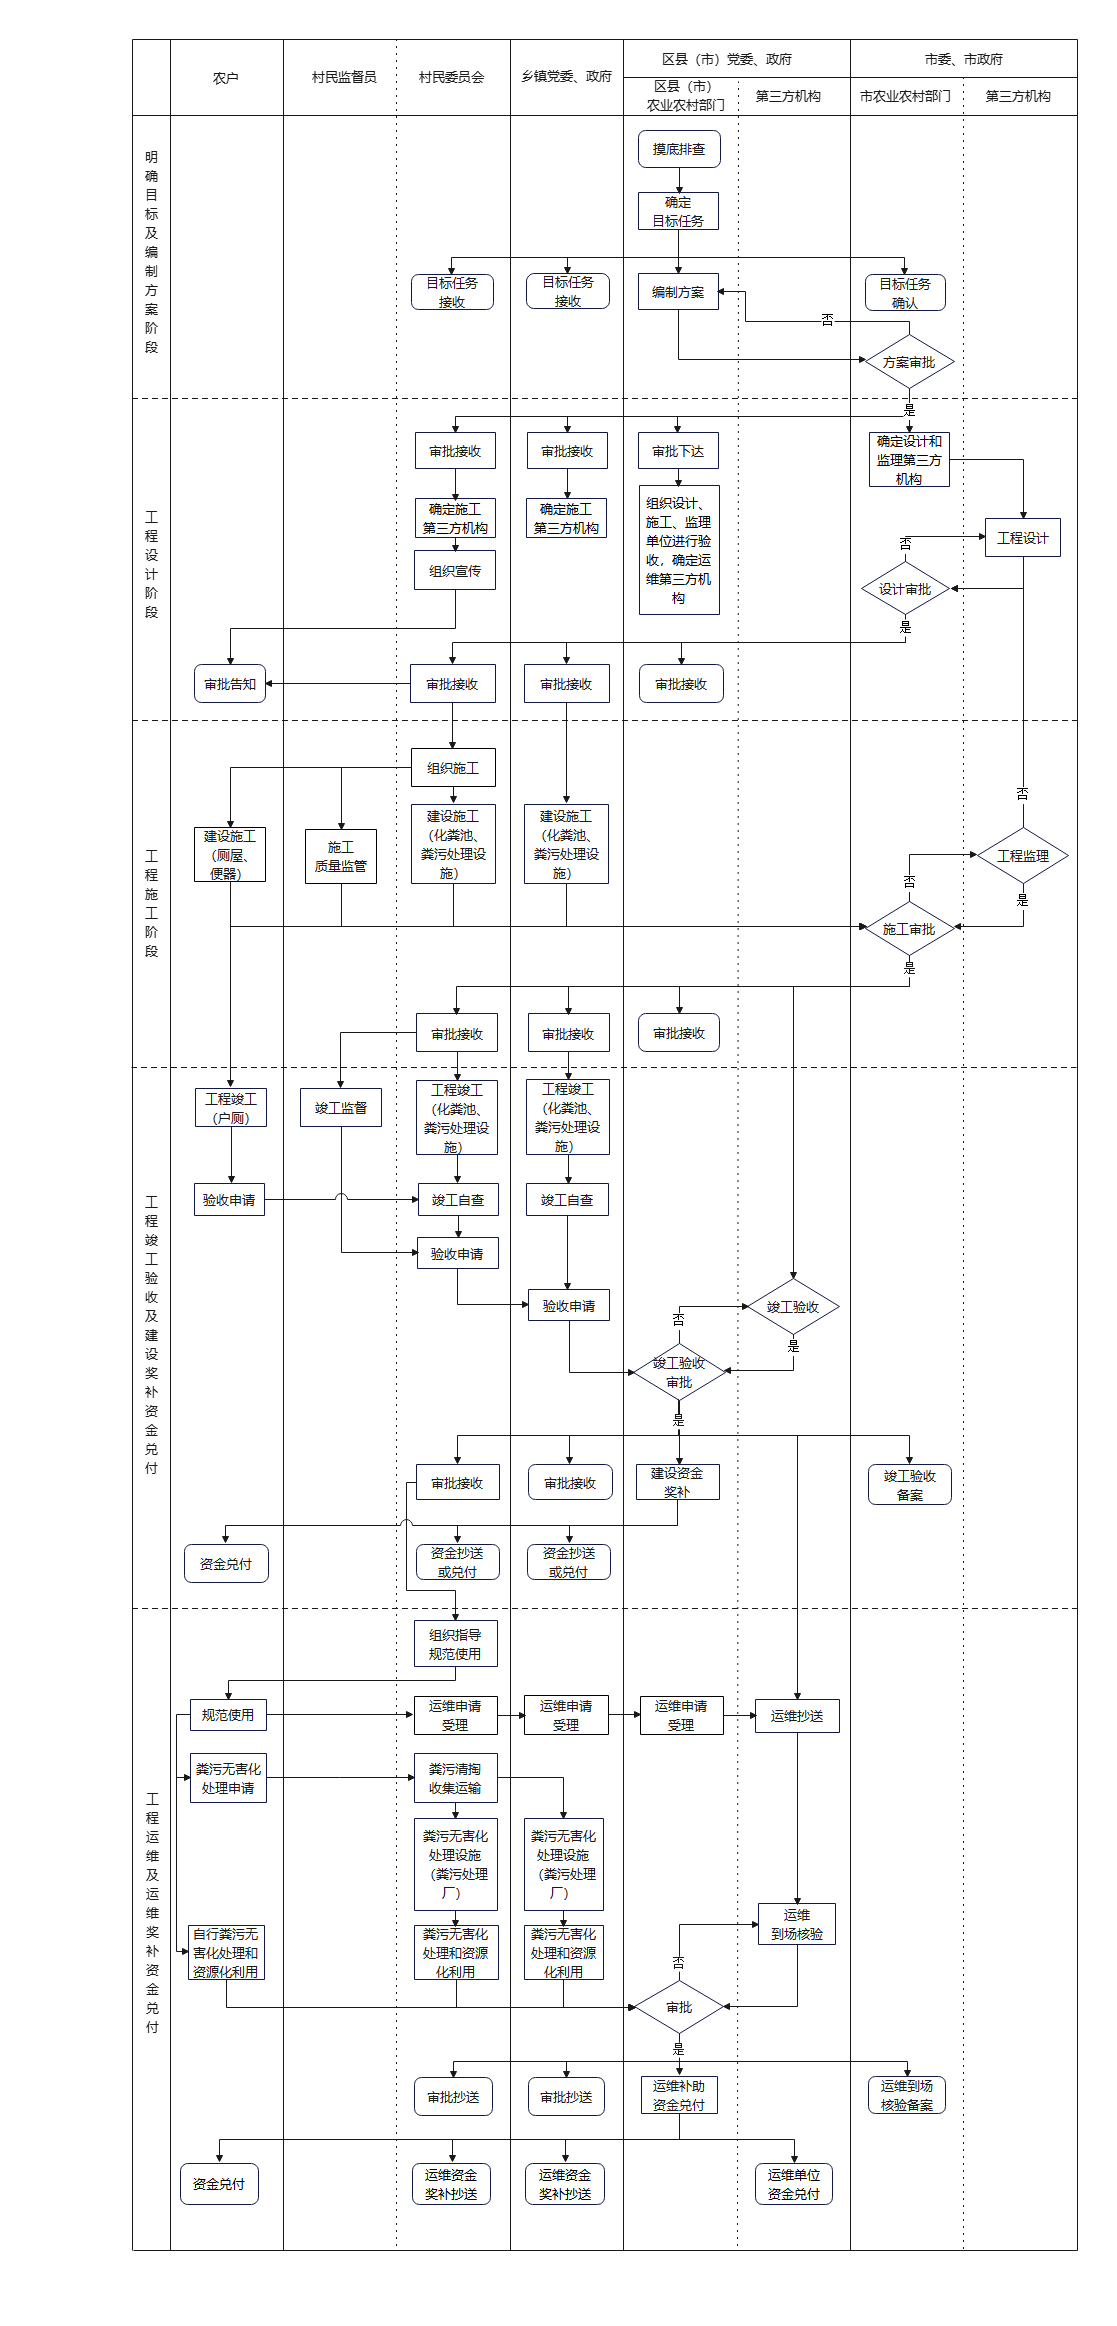 农户
村民监督员
村民委员会
乡镇党委、政府
区县（市）党委、政府
市委、市政府
区县（市）
农业农村部门
第三方机构
市农业农村部门
第三方机构
明确目标及编制方案阶段
摸底排查
确定
目标任务
目标任务
接收
目标任务
接收
编制方案
目标任务
确认
否
方案审批
是
工程设计阶段
审批接收
审批接收
审批下达
确定设计和
监理第三方
机构
确定施工
第三方机构
确定施工
第三方机构
组织设计、
施工、监理
单位进行验
收，确定运
维第三方机
构
组织宣传
工程设计
否
设计审批
是
审批告知
审批接收
审批接收
审批接收
工程施工阶段
组织施工
否
建设施工
（厕屋、
便器）
施工
质量监管
建设施工
（化粪池、
粪污处理设
施）
建设施工
（化粪池、
粪污处理设
施）
工程监理
否
是
施工审批
是
审批接收
审批接收
审批接收
工程竣工验收及建设奖补资金兑付
工程竣工
（户厕）
竣工监督
工程竣工
（化粪池、
粪污处理设
施）
工程竣工
（化粪池、
粪污处理设
施）
验收申请
竣工自查
竣工自查
验收申请
验收申请
竣工验收
否
是
竣工验收
审批
是
审批接收
审批接收
建设资金
奖补
竣工验收
备案
资金兑付
资金抄送
或兑付
资金抄送
或兑付
工程运维及运维奖补资金兑付
组织指导
规范使用
规范使用
运维申请
受理
运维申请
受理
运维申请
受理
运维抄送
粪污无害化
处理申请
粪污清掏
收集运输
粪污无害化
处理设施
（粪污处理
厂）
粪污无害化
处理设施
（粪污处理
厂）
运维
到场核验
自行粪污无
害化处理和
资源化利用
粪污无害化
处理和资源
化利用
粪污无害化
处理和资源
化利用
否
审批
是
审批抄送
审批抄送
运维补助
资金兑付
运维到场
核验备案
资金兑付
运维资金
奖补抄送
运维资金
奖补抄送
运维单位
资金兑付